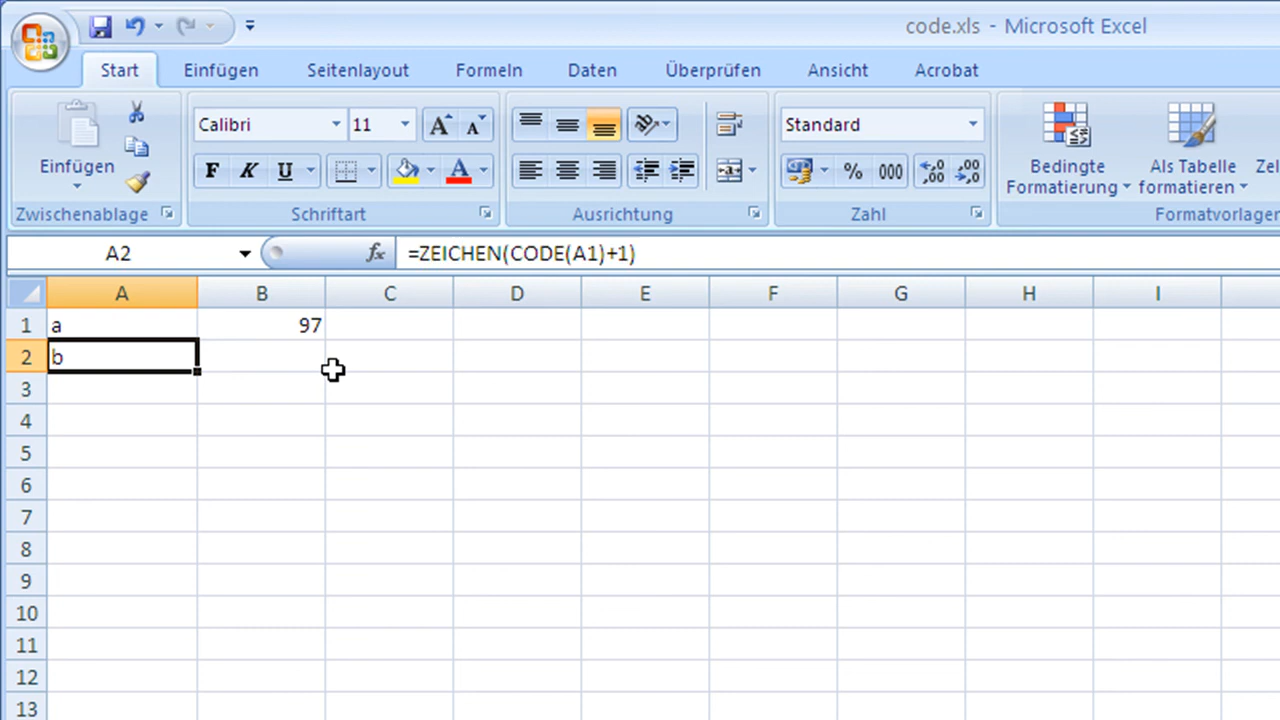 code.xls - Microsoft Excel
Start Einfügen Seitenlayout Formeln Daten Überprüfen Ansicht Acrobat
Einfügen
Zwischenablage
Calibri 11
F K U
Schriftart
Ausrichtung
Standard
% 000
Zahl
Bedingte Formatierung
Als Tabelle formatieren
Formatvorlagen
A2 fx =ZEICHEN(CODE(A1)+1)
A B C D E F G H I
1 a 97
2 b
3
4
5
6
7
8
9
10
11
12
13